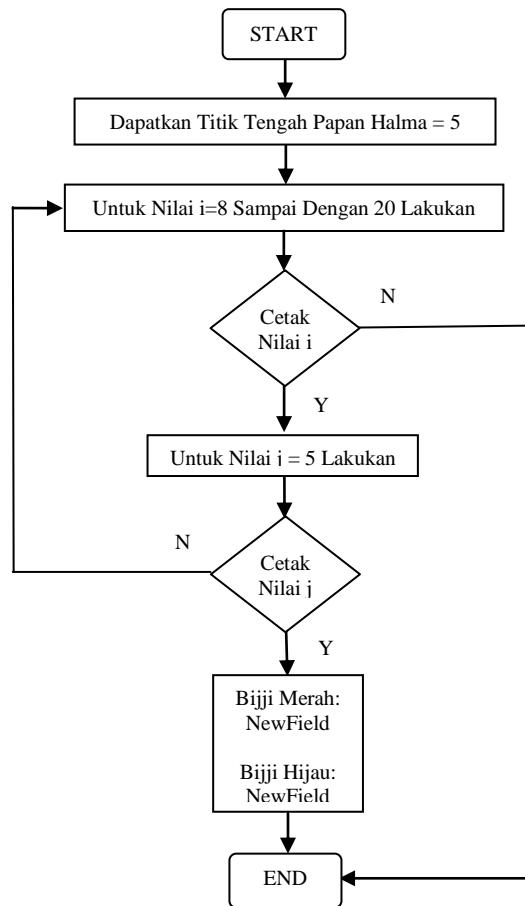 START
Dapatkan Titik Tengah Papan Halma = 5
Untuk Nilai i=8 Sampai Dengan 20 Lakukan
N
Cetak
Nilai i
Y
Untuk Nilai j = 5 Lakukan
N
Cetak
Nilai j
Y
Bijji Merah:
NewField
Bijji Hijau:
NewField
END